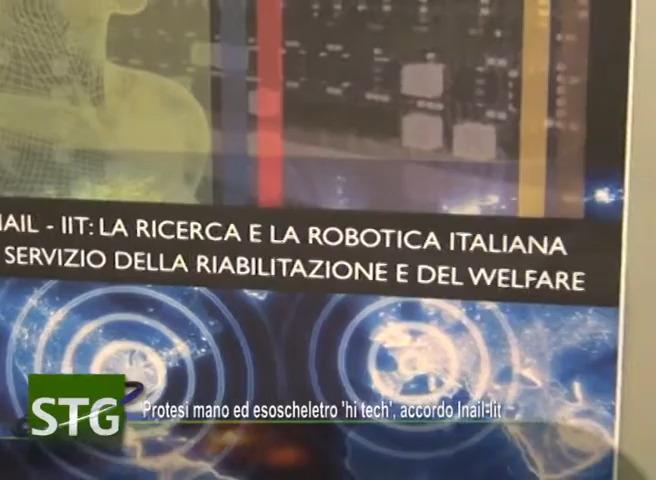 NAIL - IIT: LA RICERCA E LA ROBOTICA ITALIANA
SERVIZIO DELLA RIABILITAZIONE E DEL WELFARE
STG
Protesi mano ed esoscheletro 'hi tech', accordo Inail-Iit